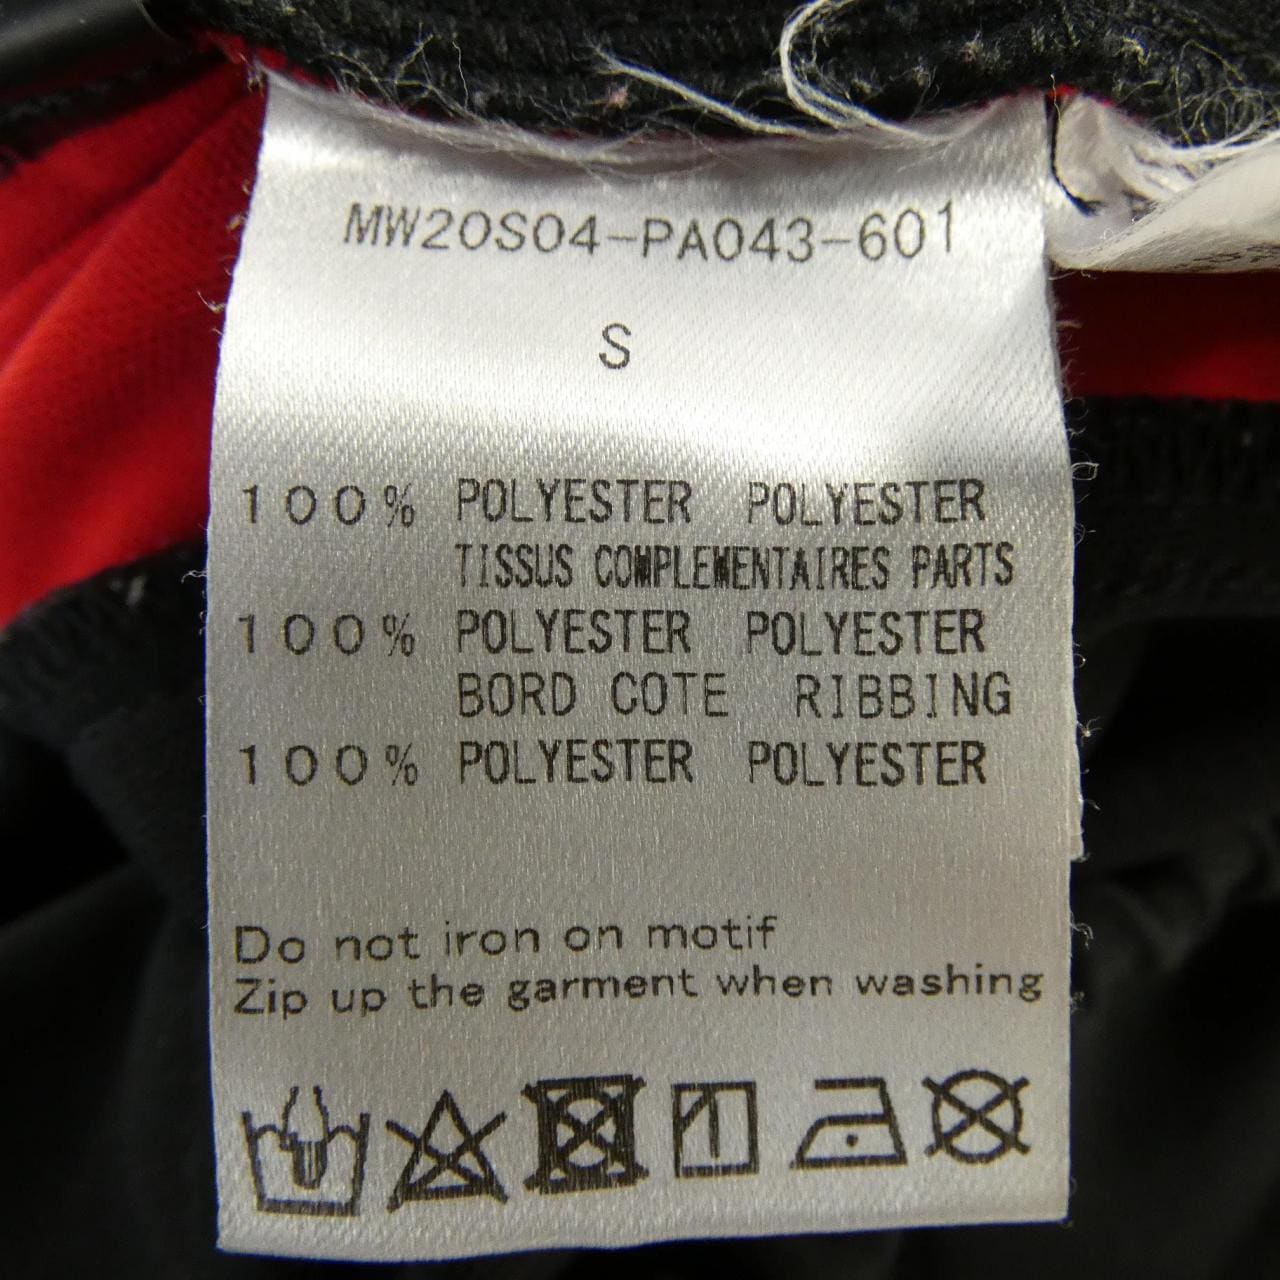 MW20S04-PA043-601
S
100% POLYESTER POLYESTER
TISSUS COMPLEMENTAIRES PARTS
100% POLYESTER POLYESTER
BORD COTE RIBBING
100% POLYESTER POLYESTER
Do not iron on motif
Zip up the garment when washing